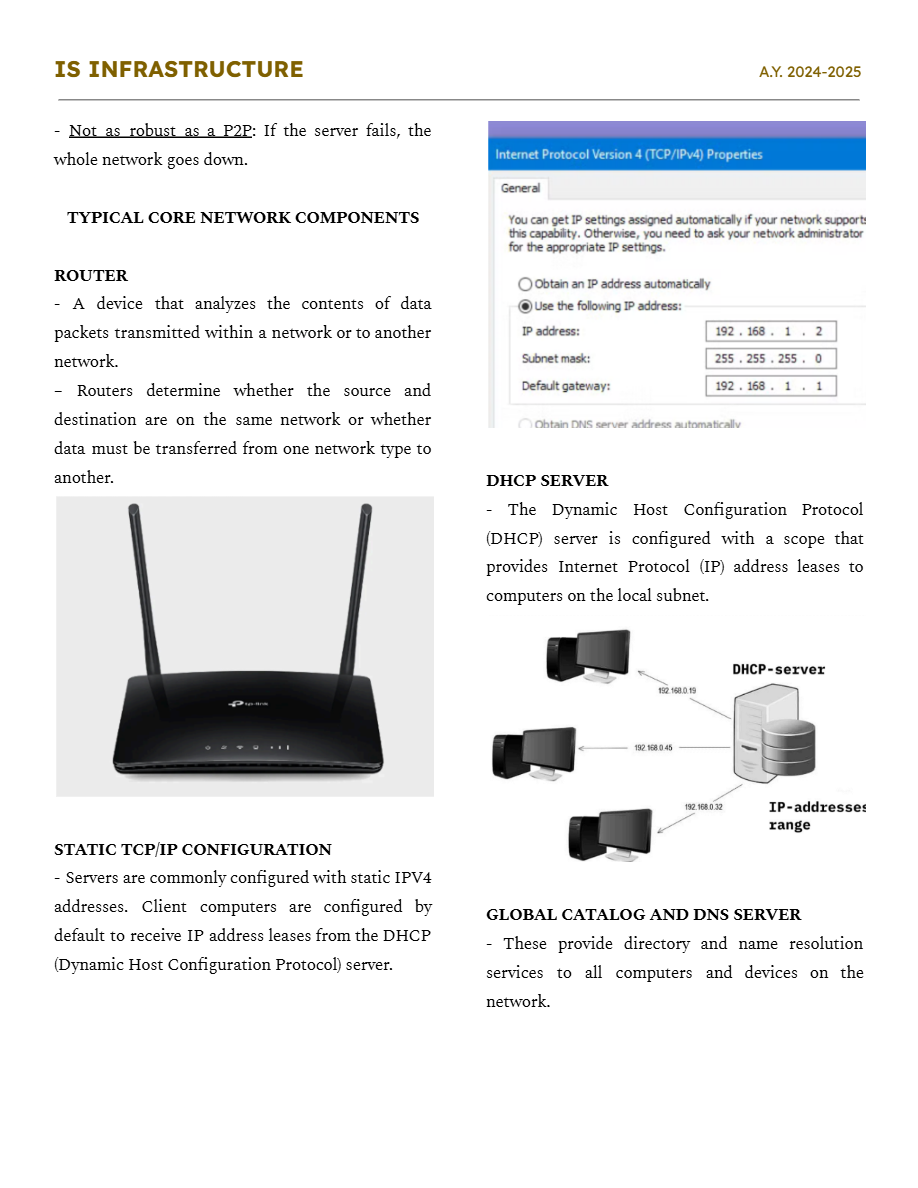 IS INFRASTRUCTURE
A.Y. 2024-2025
- Not as robust as a P2P: If the server fails, the
whole network goes down.
TYPICAL CORE NETWORK COMPONENTS
ROUTER
- A device that analyzes the contents of data
packets transmitted within a network or to another
network.
– Routers determine whether the source and
destination are on the same network or whether
data must be transferred from one network type to
another.
tp-link
STATIC TCP/IP CONFIGURATION
- Servers are commonly configured with static IPV4
addresses. Client computers are configured by
default to receive IP address leases from the DHCP
(Dynamic Host Configuration Protocol) server.
Internet Protocol Version 4 (TCP/IPv4) Properties
General
You can get IP settings assigned automatically if your network supports
this capability. Otherwise, you need to ask your network administrator
for the appropriate IP settings.
Obtain an IP address automatically
Use the following IP address:
IP address: 192 . 168 . 1 . 2
Subnet mask: 255 . 255 . 255 . 0
Default gateway: 192 . 168 . 1 . 1
Obtain DNS server address automatically
DHCP SERVER
- The Dynamic Host Configuration Protocol
(DHCP) server is configured with a scope that
provides Internet Protocol (IP) address leases to
computers on the local subnet.
DHCP-server
192.168.0.19
192.168.0.45
192.168.0.32
IP-addresses
range
GLOBAL CATALOG AND DNS SERVER
- These provide directory and name resolution
services to all computers and devices on the
network.